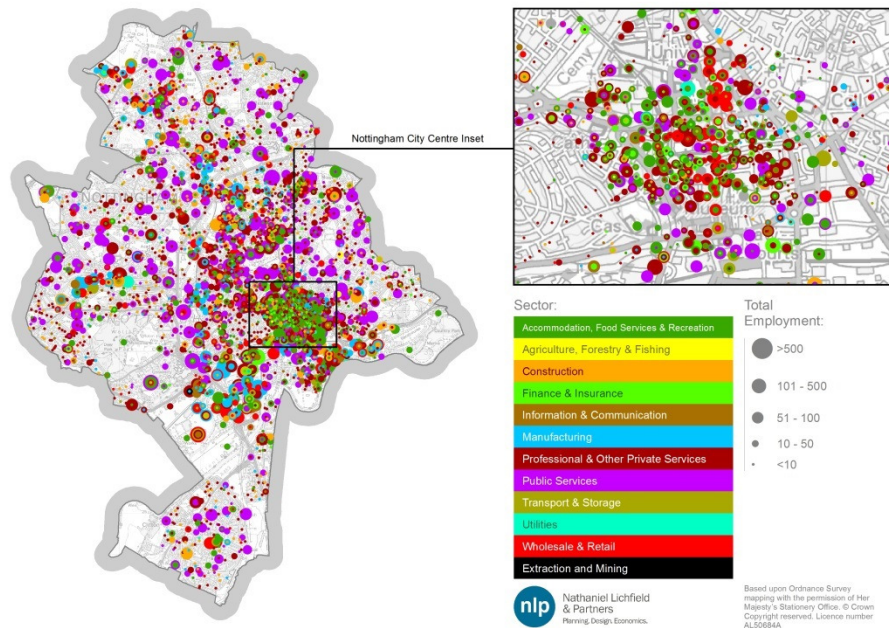 Nottingham City Centre Inset
Sector:
Accommodation, Food Services & Recreation
Agriculture, Forestry & Fishing
Construction
Finance & Insurance
Information & Communication
Manufacturing
Professional & Other Private Services
Public Services
Transport & Storage
Utilities
Wholesale & Retail
Extraction and Mining
Total
Employment:
>500
101 - 500
51 - 100
10 - 50
<10
nlp
Nathaniel Lichfield
& Partners
Planning. Design. Economics.
Based upon Ordnance Survey
mapping with the permission of Her
Majesty's Stationery Office. © Crown
Copyright reserved. Licence number
AL50684A